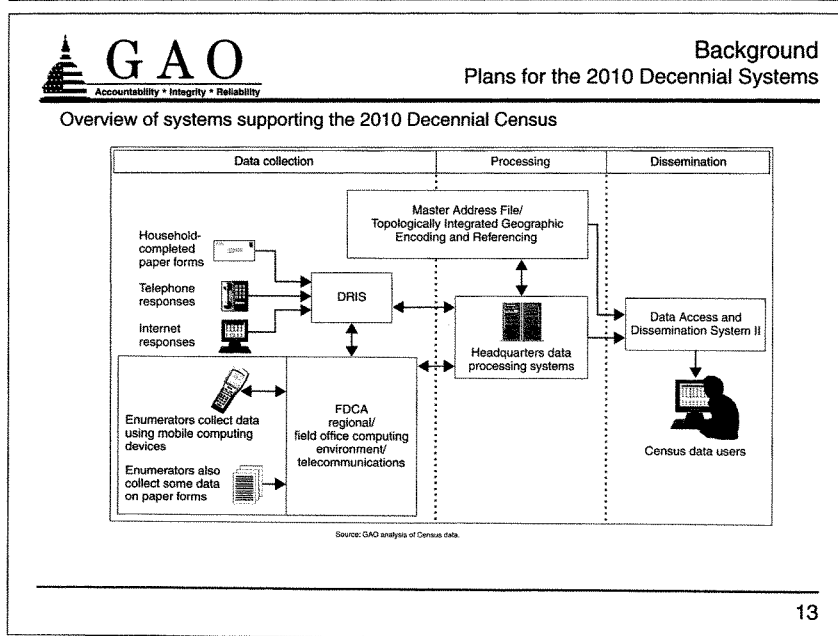 GAO
Accountability * Integrity * Reliability
Background
Plans for the 2010 Decennial Systems
Overview of systems supporting the 2010 Decennial Census
Data collection
Processing
Dissemination
Master Address File/
Topologically Integrated Geographic
Encoding and Referencing
Household-
completed
paper forms
Telephone
responses
Internet
responses
DRIS
Headquarters data
processing systems
Data Access and
Dissemination System II
Enumerators collect data
using mobile computing
devices
Enumerators also
collect some data
on paper forms
FDCA
regional/
field office computing
environment/
telecommunications
Census data users
Source: GAO analysis of Census data.
13